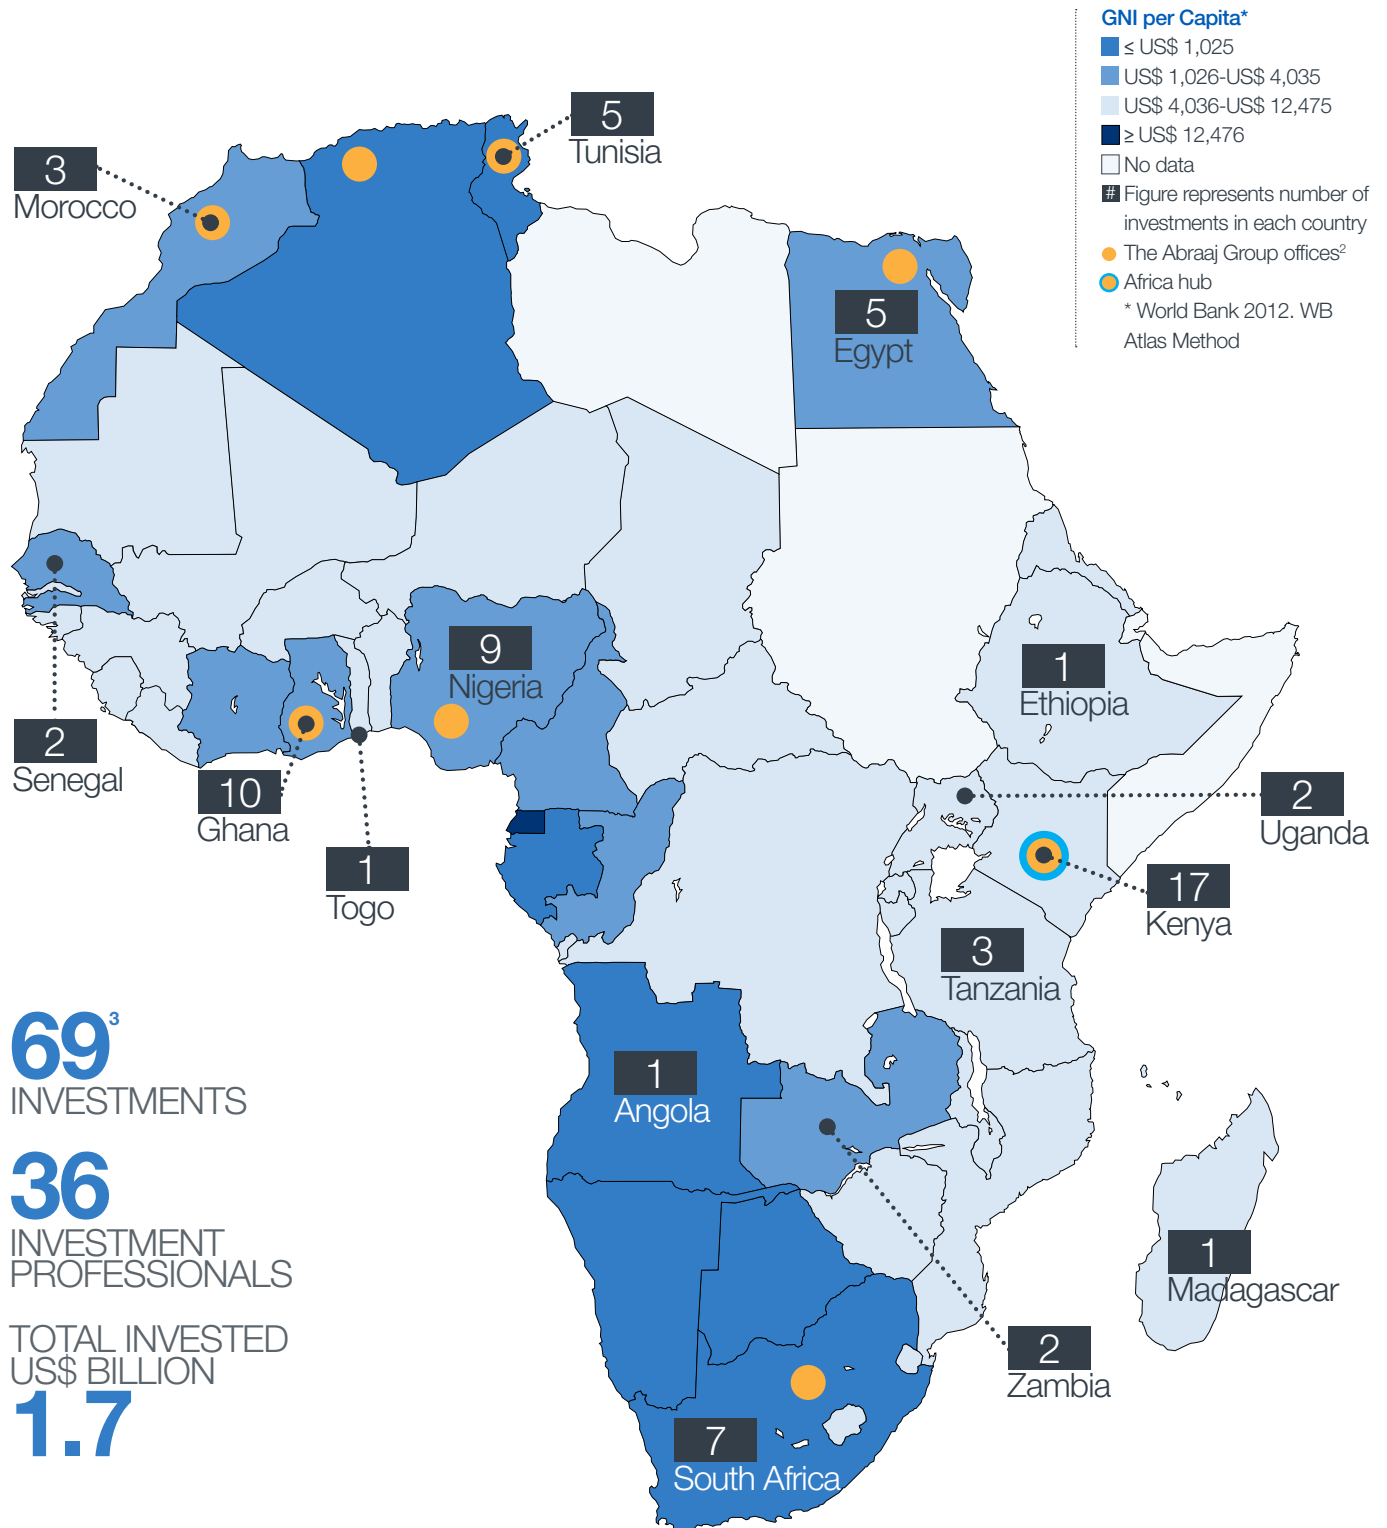 GNI per Capita*
≤ US$ 1,025
US$ 1,026-US$ 4,035
US$ 4,036-US$ 12,475
≥ US$ 12,476
No data
# Figure represents number of
investments in each country
The Abraaj Group offices²
Africa hub
* World Bank 2012. WB
Atlas Method
5
Tunisia
3
Morocco
5
Egypt
9
Nigeria
1
Ethiopia
2
Senegal
10
Ghana
1
Togo
2
Uganda
17
Kenya
3
Tanzania
1
Angola
1
Madagascar
2
Zambia
7
South Africa
69³
INVESTMENTS
36
INVESTMENT
PROFESSIONALS
TOTAL INVESTED
US$ BILLION
1.7